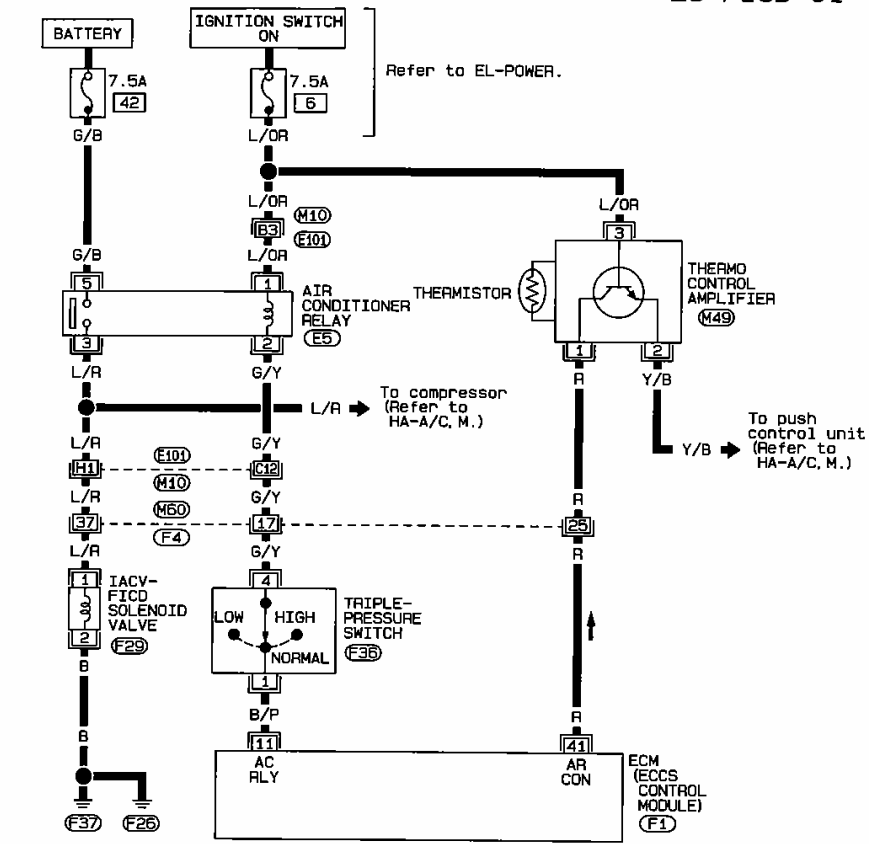 BATTERY
IGNITION SWITCH
ON
7.5A
42
7.5A
6
Refer to EL-POWER.
G/B
L/OR
L/OR
L/OR
B3
M10
E101
G/B
L/OR
3
5
1
AIR
CONDITIONER
RELAY
E5
THERMISTOR
THERMO
CONTROL
AMPLIFIER
M49
3
2
1
2
L/R
G/Y
R
Y/B
L/R
To compressor
(Refer to
HA-A/C, M.)
To push
control unit
(Refer to
HA-A/C, M.)
Y/B
L/R
G/Y
E101
H1
C12
M10
L/R
G/Y
R
M60
37
17
25
F4
L/R
G/Y
R
1
IACV-
FICD
SOLENOID
VALVE
F29
2
4
LOW
HIGH
NORMAL
TRIPLE-
PRESSURE
SWITCH
F36
1
B
B/P
R
B
11
41
AC
RLY
AR
CON
ECM
(ECCS
CONTROL
MODULE)
F1
F37
F26